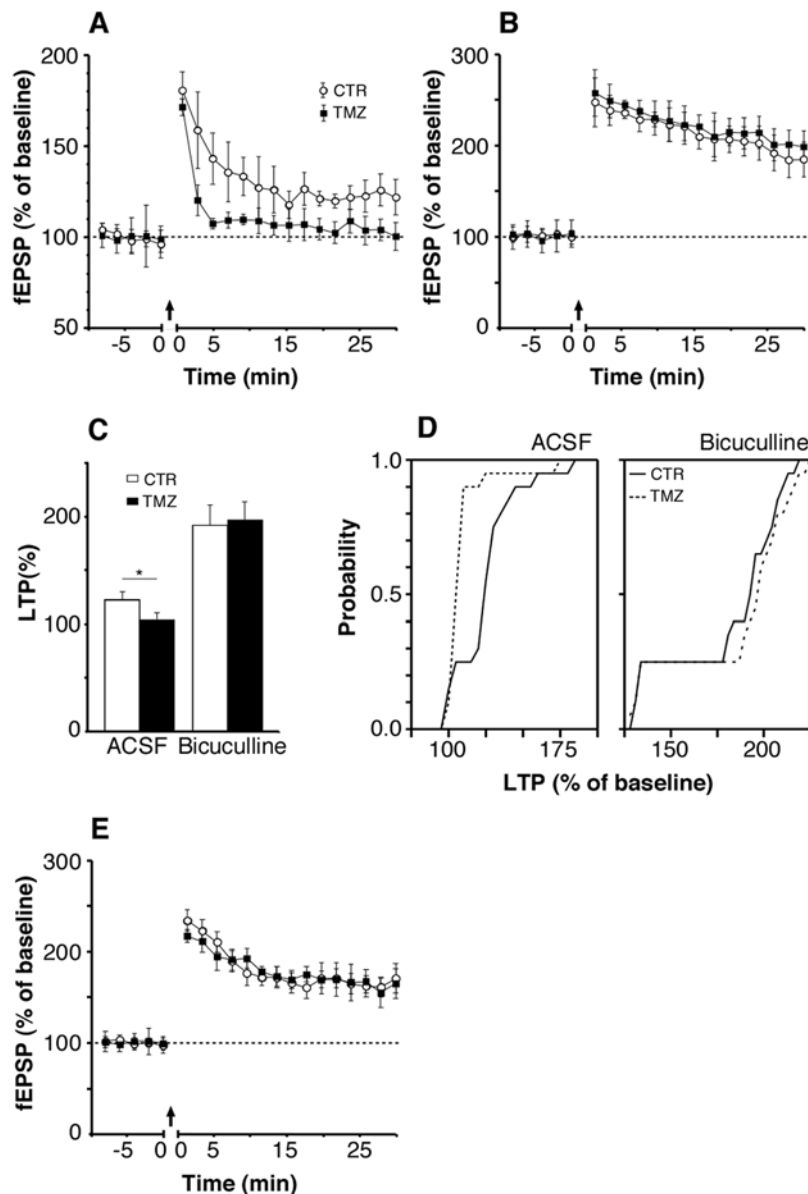 A
fEPSP (% of baseline)
200
150
100
50
CTR
TMZ
-5 0 0 5 15 25
Time (min)
B
fEPSP (% of baseline)
300
200
100
0
-5 0 0 5 15 25
Time (min)
C
LTP(%)
200
100
0
CTR
TMZ
*
ACSF Bicuculline
D
ACSF Bicuculline
Probability
1.0
0.5
0.0
CTR
TMZ
100 175 150 200
LTP (% of baseline)
E
fEPSP (% of baseline)
300
200
100
0
-5 0 0 5 15 25
Time (min)